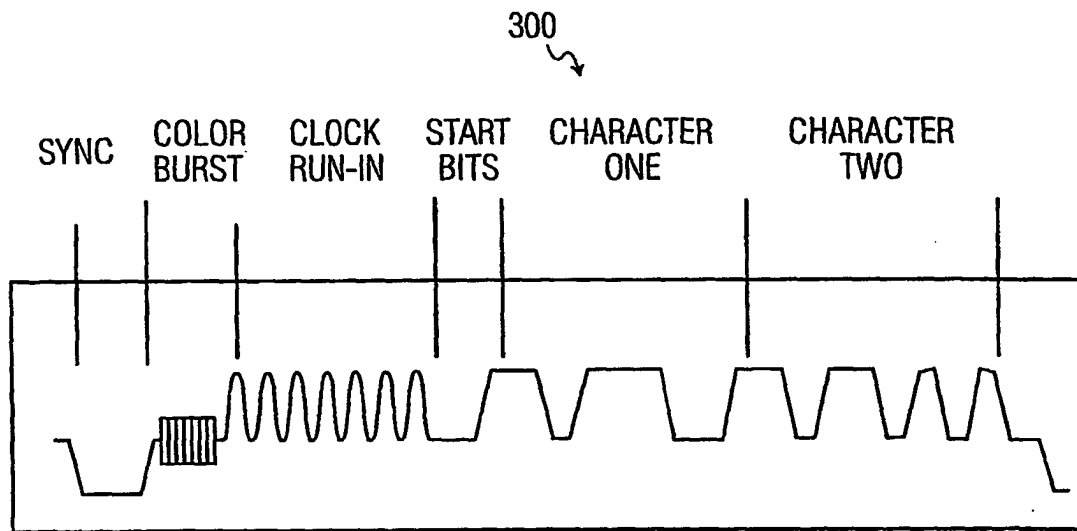 300
SYNC
COLOR
BURST
CLOCK
RUN-IN
START
BITS
CHARACTER
ONE
CHARACTER
TWO